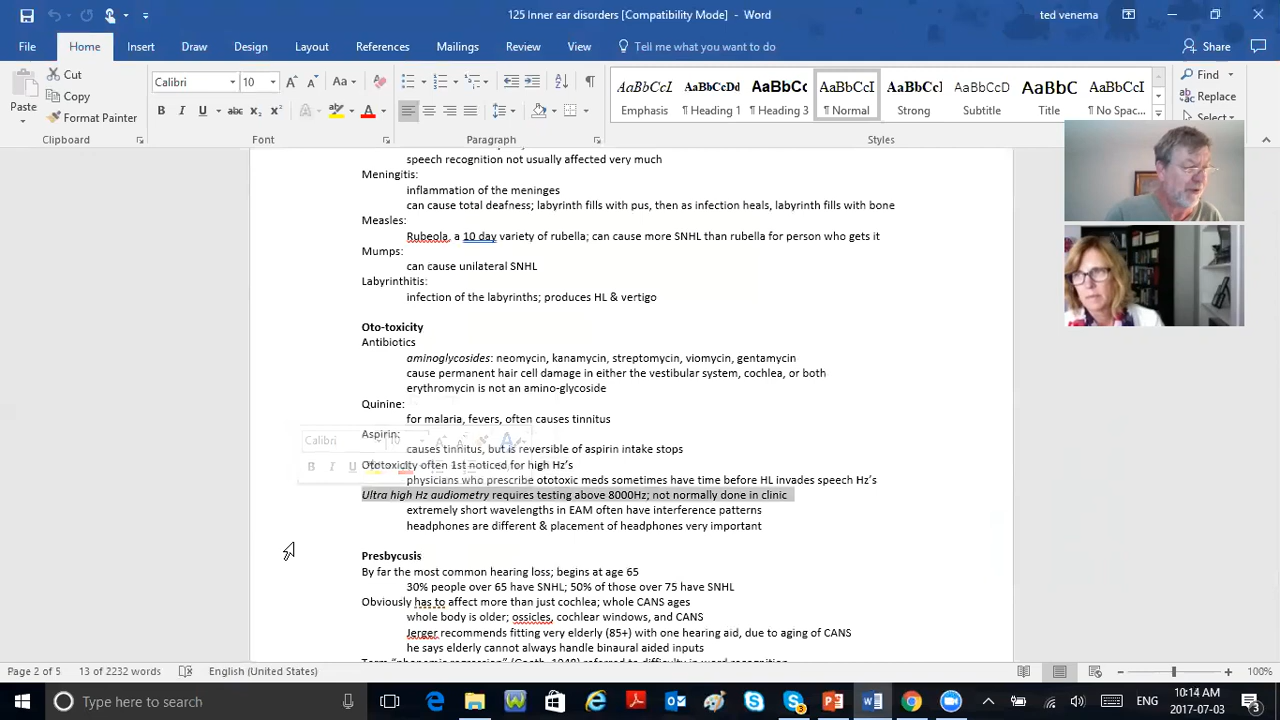 125 Inner ear disorders [Compatibility Mode] - Word
ted venema
File Home Insert Draw Design Layout References Mailings Review View Tell me what you want to do Share
Paste Cut Copy Format Painter
Calibri 10
Find Replace Select
AaBbCcI AaBbCcDd AaBbCc AaBbCcI AaBbCcI AaBbCcDd AaBbC AaBbCcI
Emphasis ¶ Heading 1 ¶ Heading 3 ¶ Normal Strong Subtitle Title ¶ No Spac...
Clipboard Font Paragraph Styles
speech recognition not usually affected very much
Meningitis:
inflammation of the meninges
can cause total deafness; labyrinth fills with pus, then as infection heals, labyrinth fills with bone
Measles:
Rubeola, a 10 day variety of rubella; can cause more SNHL than rubella for person who gets it
Mumps:
can cause unilateral SNHL
Labyrinthitis:
infection of the labyrinths; produces HL & vertigo
Oto-toxicity
Antibiotics
aminoglycosides: neomycin, kanamycin, streptomycin, viomycin, gentamycin
cause permanent hair cell damage in either the vestibular system, cochlea, or both
erythromycin is not an amino-glycoside
Quinine:
for malaria, fevers, often causes tinnitus
Aspirin:
causes tinnitus, but is reversible of aspirin intake stops
Ototoxicity often 1st noticed for high Hz's
physicians who prescribe ototoxic meds sometimes have time before HL invades speech Hz's
Ultra high Hz audiometry requires testing above 8000Hz; not normally done in clinic
extremely short wavelengths in EAM often have interference patterns
headphones are different & placement of headphones very important
Presbycusis
By far the most common hearing loss; begins at age 65
30% people over 65 have SNHL; 50% of those over 75 have SNHL
Obviously has to affect more than just cochlea; whole CANS ages
whole body is older; ossicles, cochlear windows, and CANS
Jerger recommends fitting very elderly (85+) with one hearing aid, due to aging of CANS
he says elderly cannot always handle binaural aided inputs
Page 2 of 5 13 of 2232 words English (United States) 100%
Type here to search
ENG 10:14 AM
2017-07-03